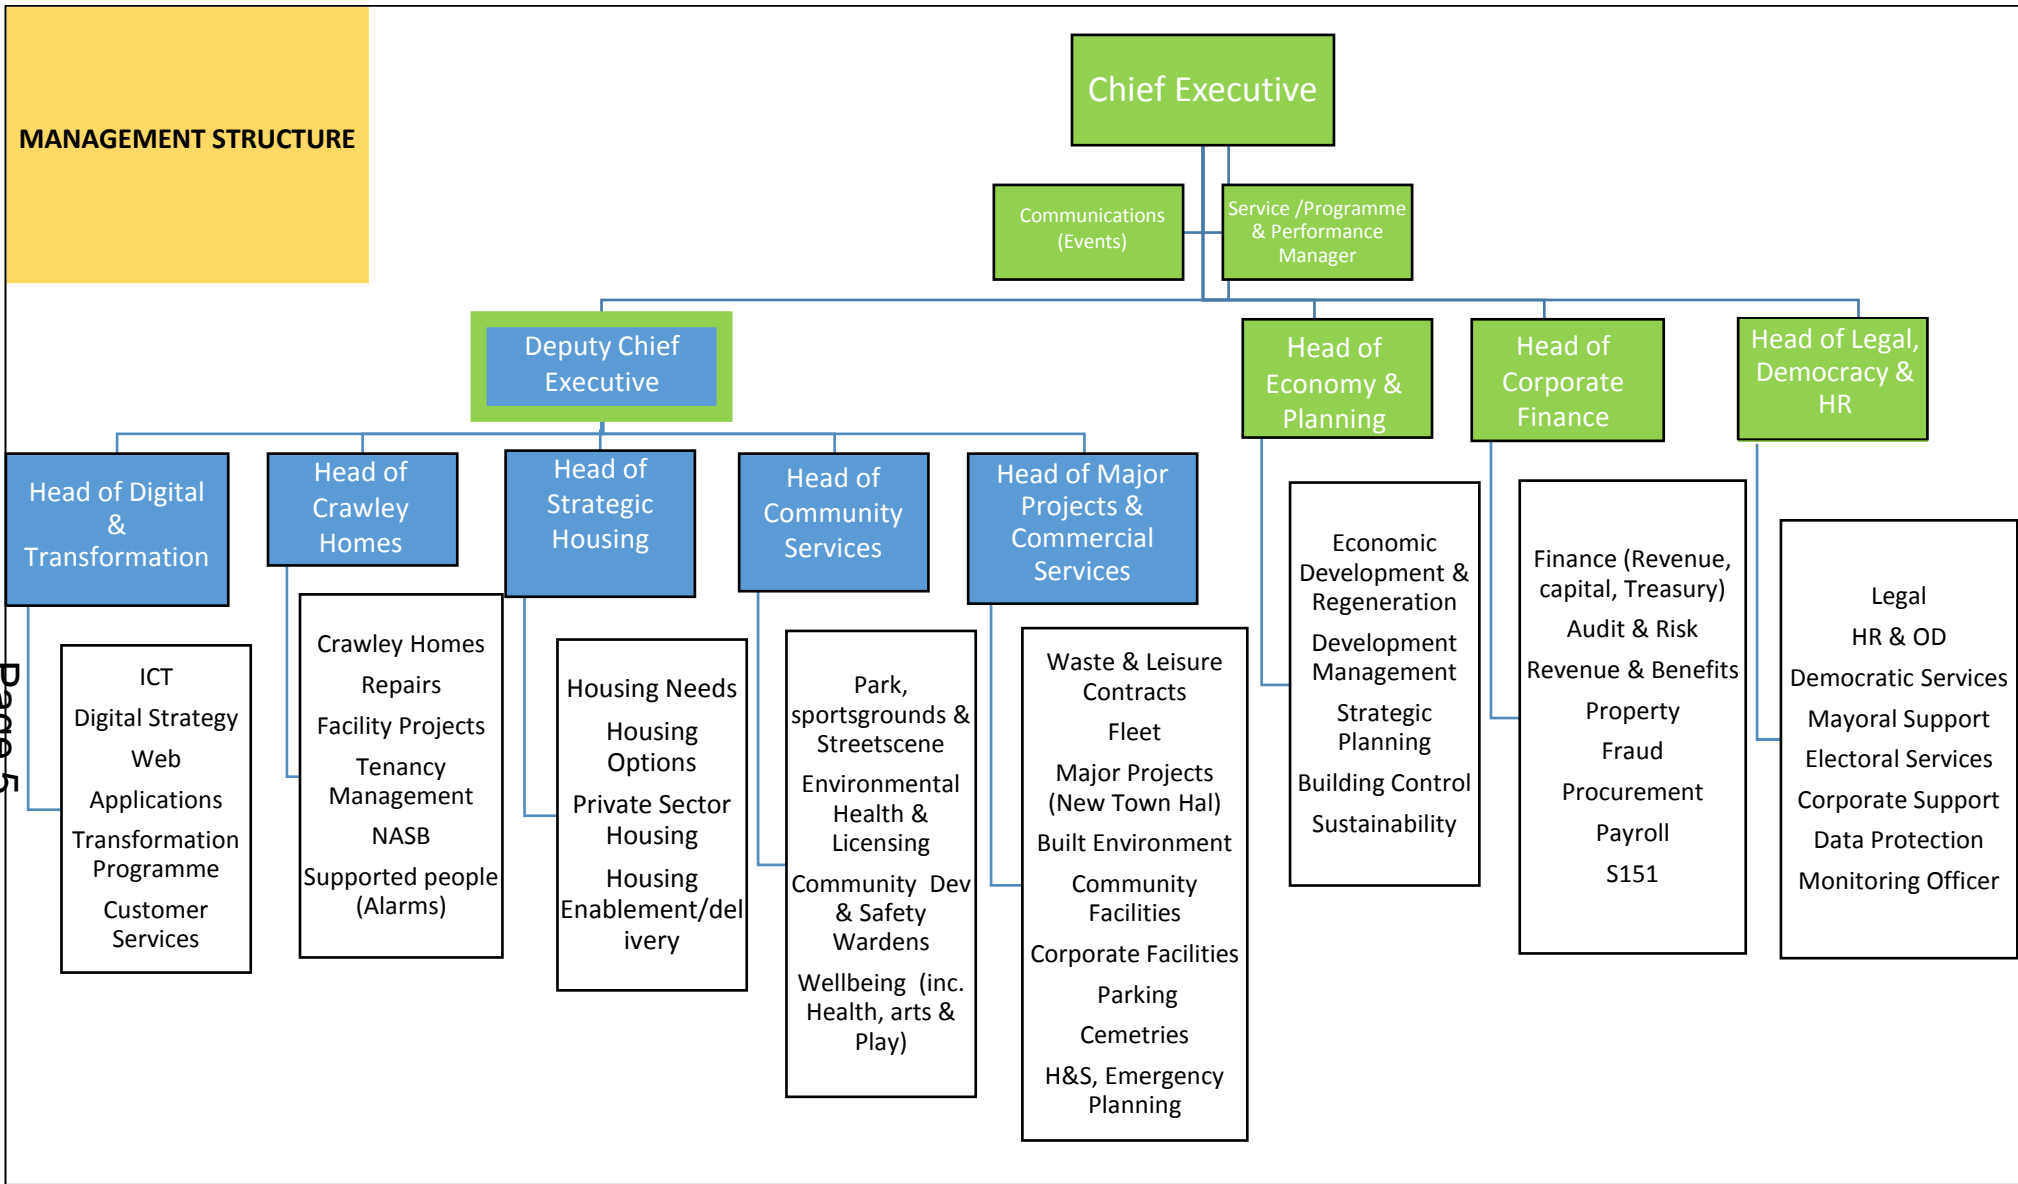 MANAGEMENT STRUCTURE
Chief Executive
Communications
(Events)
Service /Programme
& Performance
Manager
Deputy Chief
Executive
Head of
Economy &
Planning
Head of
Corporate
Finance
Head of Legal,
Democracy &
HR
Head of Digital
&
Transformation
Head of
Crawley
Homes
Head of
Strategic
Housing
Head of
Community
Services
Head of Major
Projects &
Commercial
Services
ICT
Digital Strategy
Web
Applications
Transformation
Programme
Customer
Services
Crawley Homes
Repairs
Facility Projects
Tenancy
Management
NASB
Supported people
(Alarms)
Housing Needs
Housing
Options
Private Sector
Housing
Housing
Enablement/del
ivery
Park,
sportsgrounds &
Streetscene
Environmental
Health &
Licensing
Community Dev
& Safety
Wardens
Wellbeing (inc.
Health, arts &
Play)
Waste & Leisure
Contracts
Fleet
Major Projects
(New Town Hal)
Built Environment
Community
Facilities
Corporate Facilities
Parking
Cemetries
H&S, Emergency
Planning
Economic
Development &
Regeneration
Development
Management
Strategic
Planning
Building Control
Sustainability
Finance (Revenue,
capital, Treasury)
Audit & Risk
Revenue & Benefits
Property
Fraud
Procurement
Payroll
S151
Legal
HR & OD
Democratic Services
Mayoral Support
Electoral Services
Corporate Support
Data Protection
Monitoring Officer
Page 5